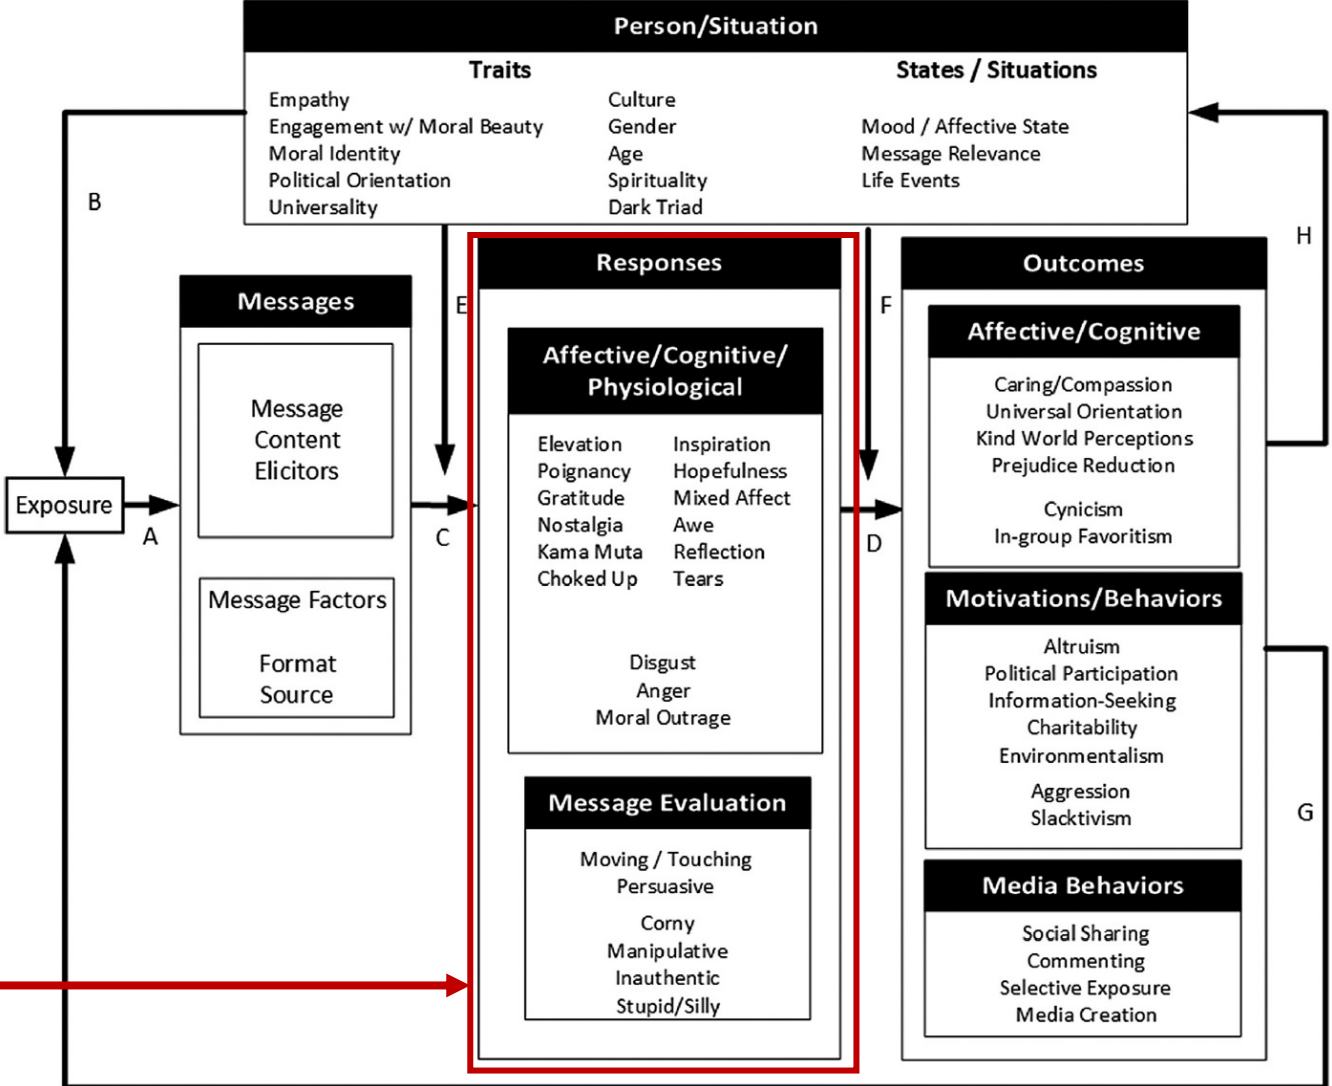 Person/Situation
Traits
Empathy
Engagement w/ Moral Beauty
Moral Identity
Political Orientation
Universality
Culture
Gender
Age
Spirituality
Dark Triad
States / Situations
Mood / Affective State
Message Relevance
Life Events
B
H
E
F
Exposure
A
Messages
Message
Content
Elicitors
Message Factors
Format
Source
C
Responses
Affective/Cognitive/
Physiological
Elevation
Poignancy
Gratitude
Nostalgia
Kama Muta
Choked Up
Inspiration
Hopefulness
Mixed Affect
Awe
Reflection
Tears
Disgust
Anger
Moral Outrage
Message Evaluation
Moving / Touching
Persuasive
Corny
Manipulative
Inauthentic
Stupid/Silly
D
Outcomes
Affective/Cognitive
Caring/Compassion
Universal Orientation
Kind World Perceptions
Prejudice Reduction
Cynicism
In-group Favoritism
Motivations/Behaviors
Altruism
Political Participation
Information-Seeking
Charitability
Environmentalism
Aggression
Slacktivism
Media Behaviors
Social Sharing
Commenting
Selective Exposure
Media Creation
G